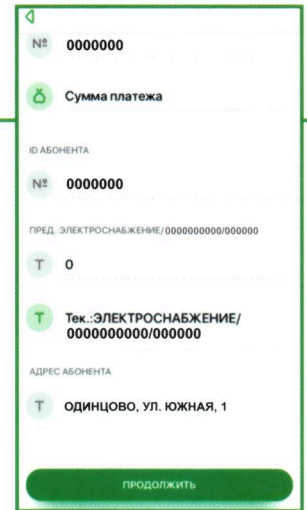 № 0000000
Сумма платежа
ID АБОНЕНТА
№ 0000000
ПРЕД. ЭЛЕКТРОСНАБЖЕНИЕ/0000000000/000000
Т 0
Т Тек.:ЭЛЕКТРОСНАБЖЕНИЕ/
0000000000/000000
АДРЕС АБОНЕНТА
Т ОДИНЦОВО, УЛ. ЮЖНАЯ, 1
ПРОДОЛЖИТЬ